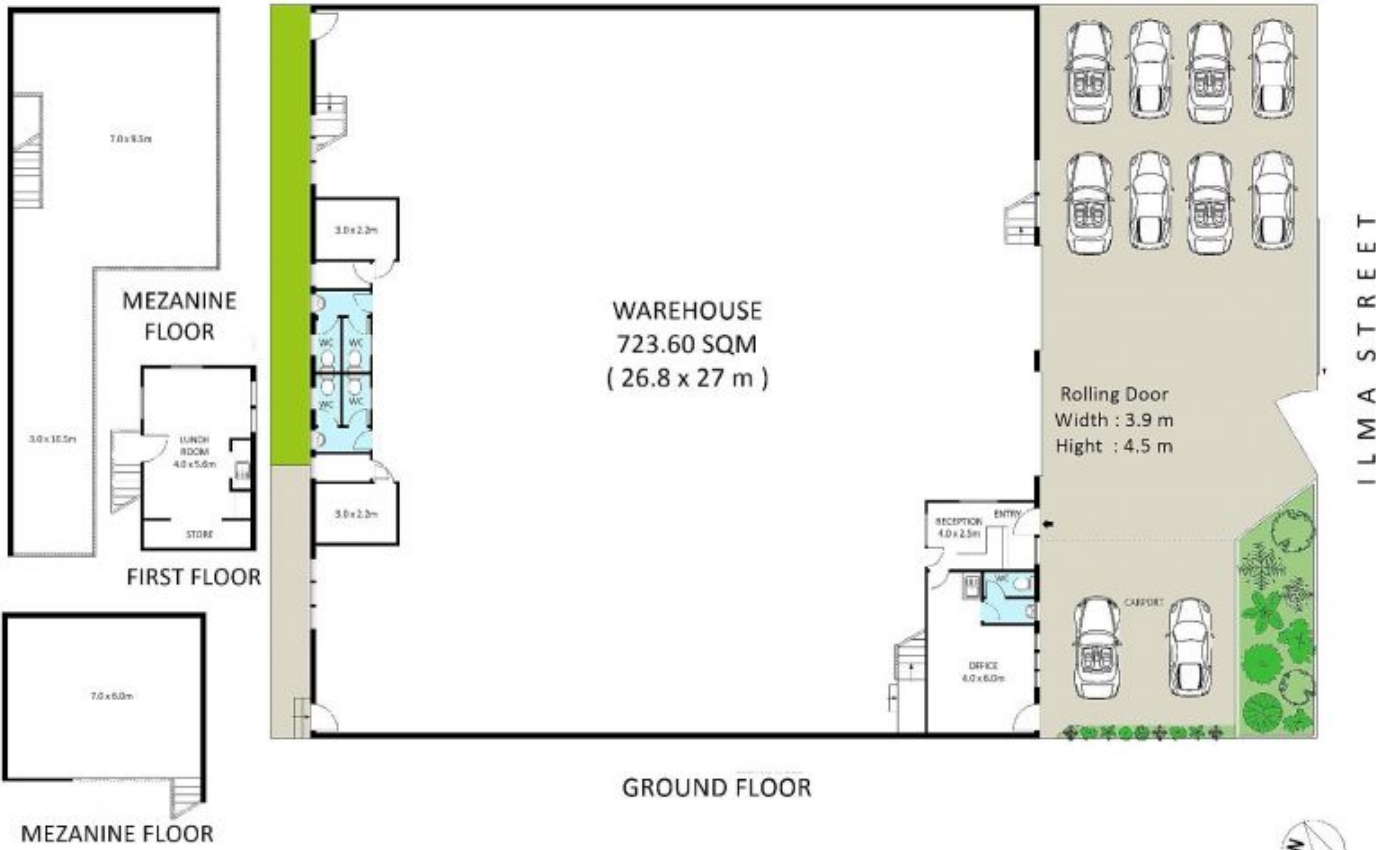 7.0 x 9.5m
MEZANINE
FLOOR
3.0 x 10.5m
LUNCH
ROOM
4.0 x 5.6m
STORE
FIRST FLOOR
7.0 x 6.0m
MEZANINE FLOOR
3.0 x 2.2m
WC
WC
WC
WC
3.0 x 2.2m
WAREHOUSE
723.60 SQM
( 26.8 x 27 m )
RECEPTION
4.0 x 2.5m
ENTRY
WC
OFFICE
4.0 x 6.0m
GROUND FLOOR
Rolling Door
Width : 3.9 m
Hight : 4.5 m
CARPORT
ILMA STREET
N